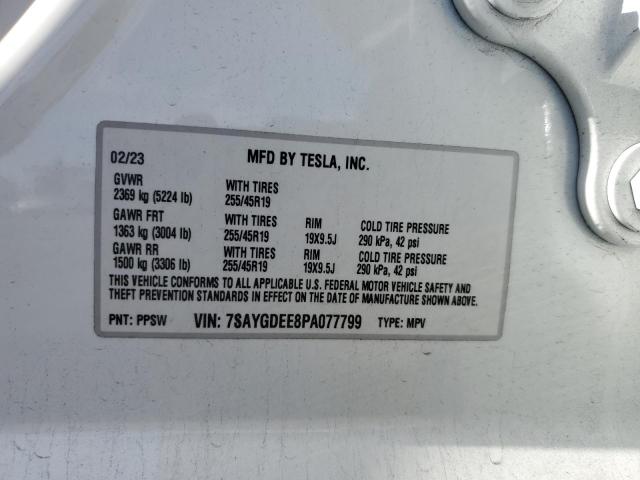 02/23 MFD BY TESLA, INC.
GVWR WITH TIRES
2369 kg (5224 lb) 255/45R19
GAWR FRT WITH TIRES RIM COLD TIRE PRESSURE
1363 kg (3004 lb) 255/45R19 19X9.5J 290 kPa, 42 psi
GAWR RR WITH TIRES RIM COLD TIRE PRESSURE
1500 kg (3306 lb) 255/45R19 19X9.5J 290 kPa, 42 psi
THIS VEHICLE CONFORMS TO ALL APPLICABLE U.S. FEDERAL MOTOR VEHICLE SAFETY AND
THEFT PREVENTION STANDARDS IN EFFECT ON THE DATE OF MANUFACTURE SHOWN ABOVE.
PNT: PPSW VIN: 7SAYGDEE8PA077799 TYPE: MPV